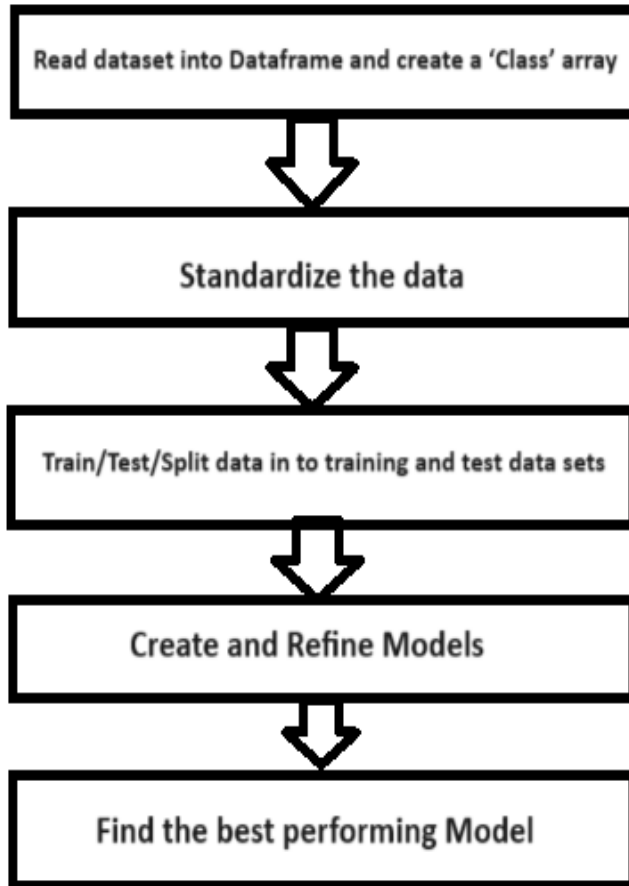 Read dataset into Dataframe and create a ‘Class’ array
Standardize the data
Train/Test/Split data in to training and test data sets
Create and Refine Models
Find the best performing Model